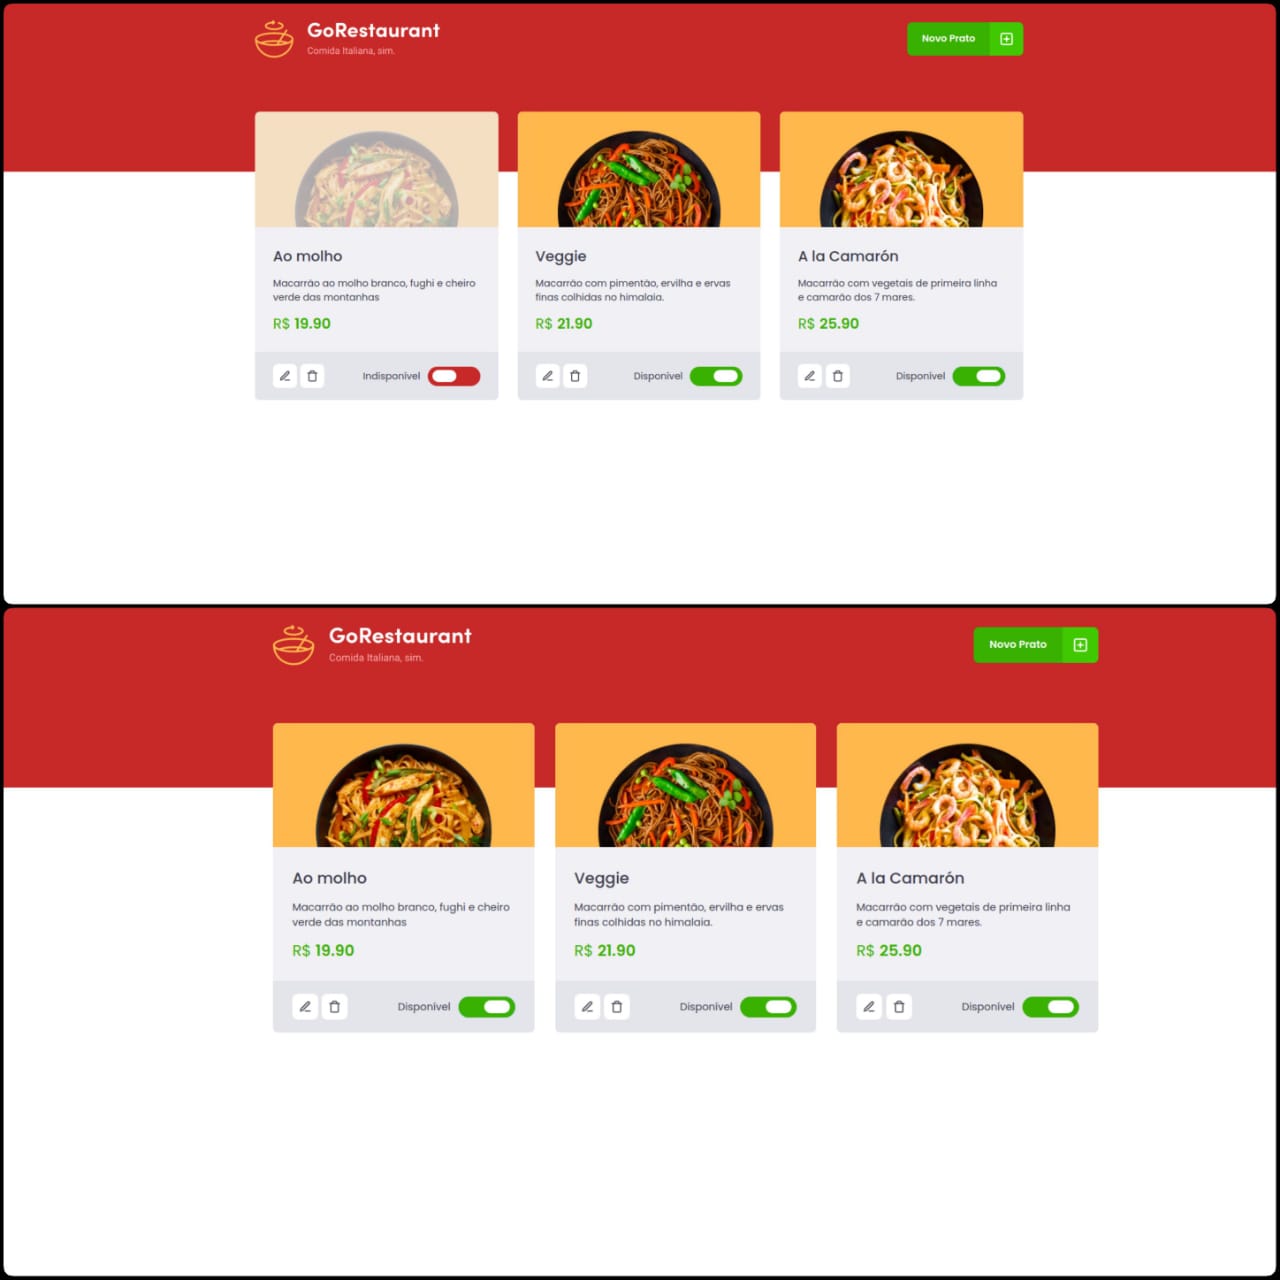 GoRestaurant
Comida Italiana, sim.
Novo Prato
Ao molho
Macarrão ao molho branco, fughi e cheiro
verde das montanhas
R$ 19.90
Indisponível
Veggie
Macarrão com pimentão, ervilha e ervas
finas colhidas no himalaia.
R$ 21.90
Disponível
A la Camarón
Macarrão com vegetais de primeira linha
e camarão dos 7 mares.
R$ 25.90
Disponível
GoRestaurant
Comida Italiana, sim.
Novo Prato
Ao molho
Macarrão ao molho branco, fughi e cheiro
verde das montanhas
R$ 19.90
Disponível
Veggie
Macarrão com pimentão, ervilha e ervas
finas colhidas no himalaia.
R$ 21.90
Disponível
A la Camarón
Macarrão com vegetais de primeira linha
e camarão dos 7 mares.
R$ 25.90
Disponível